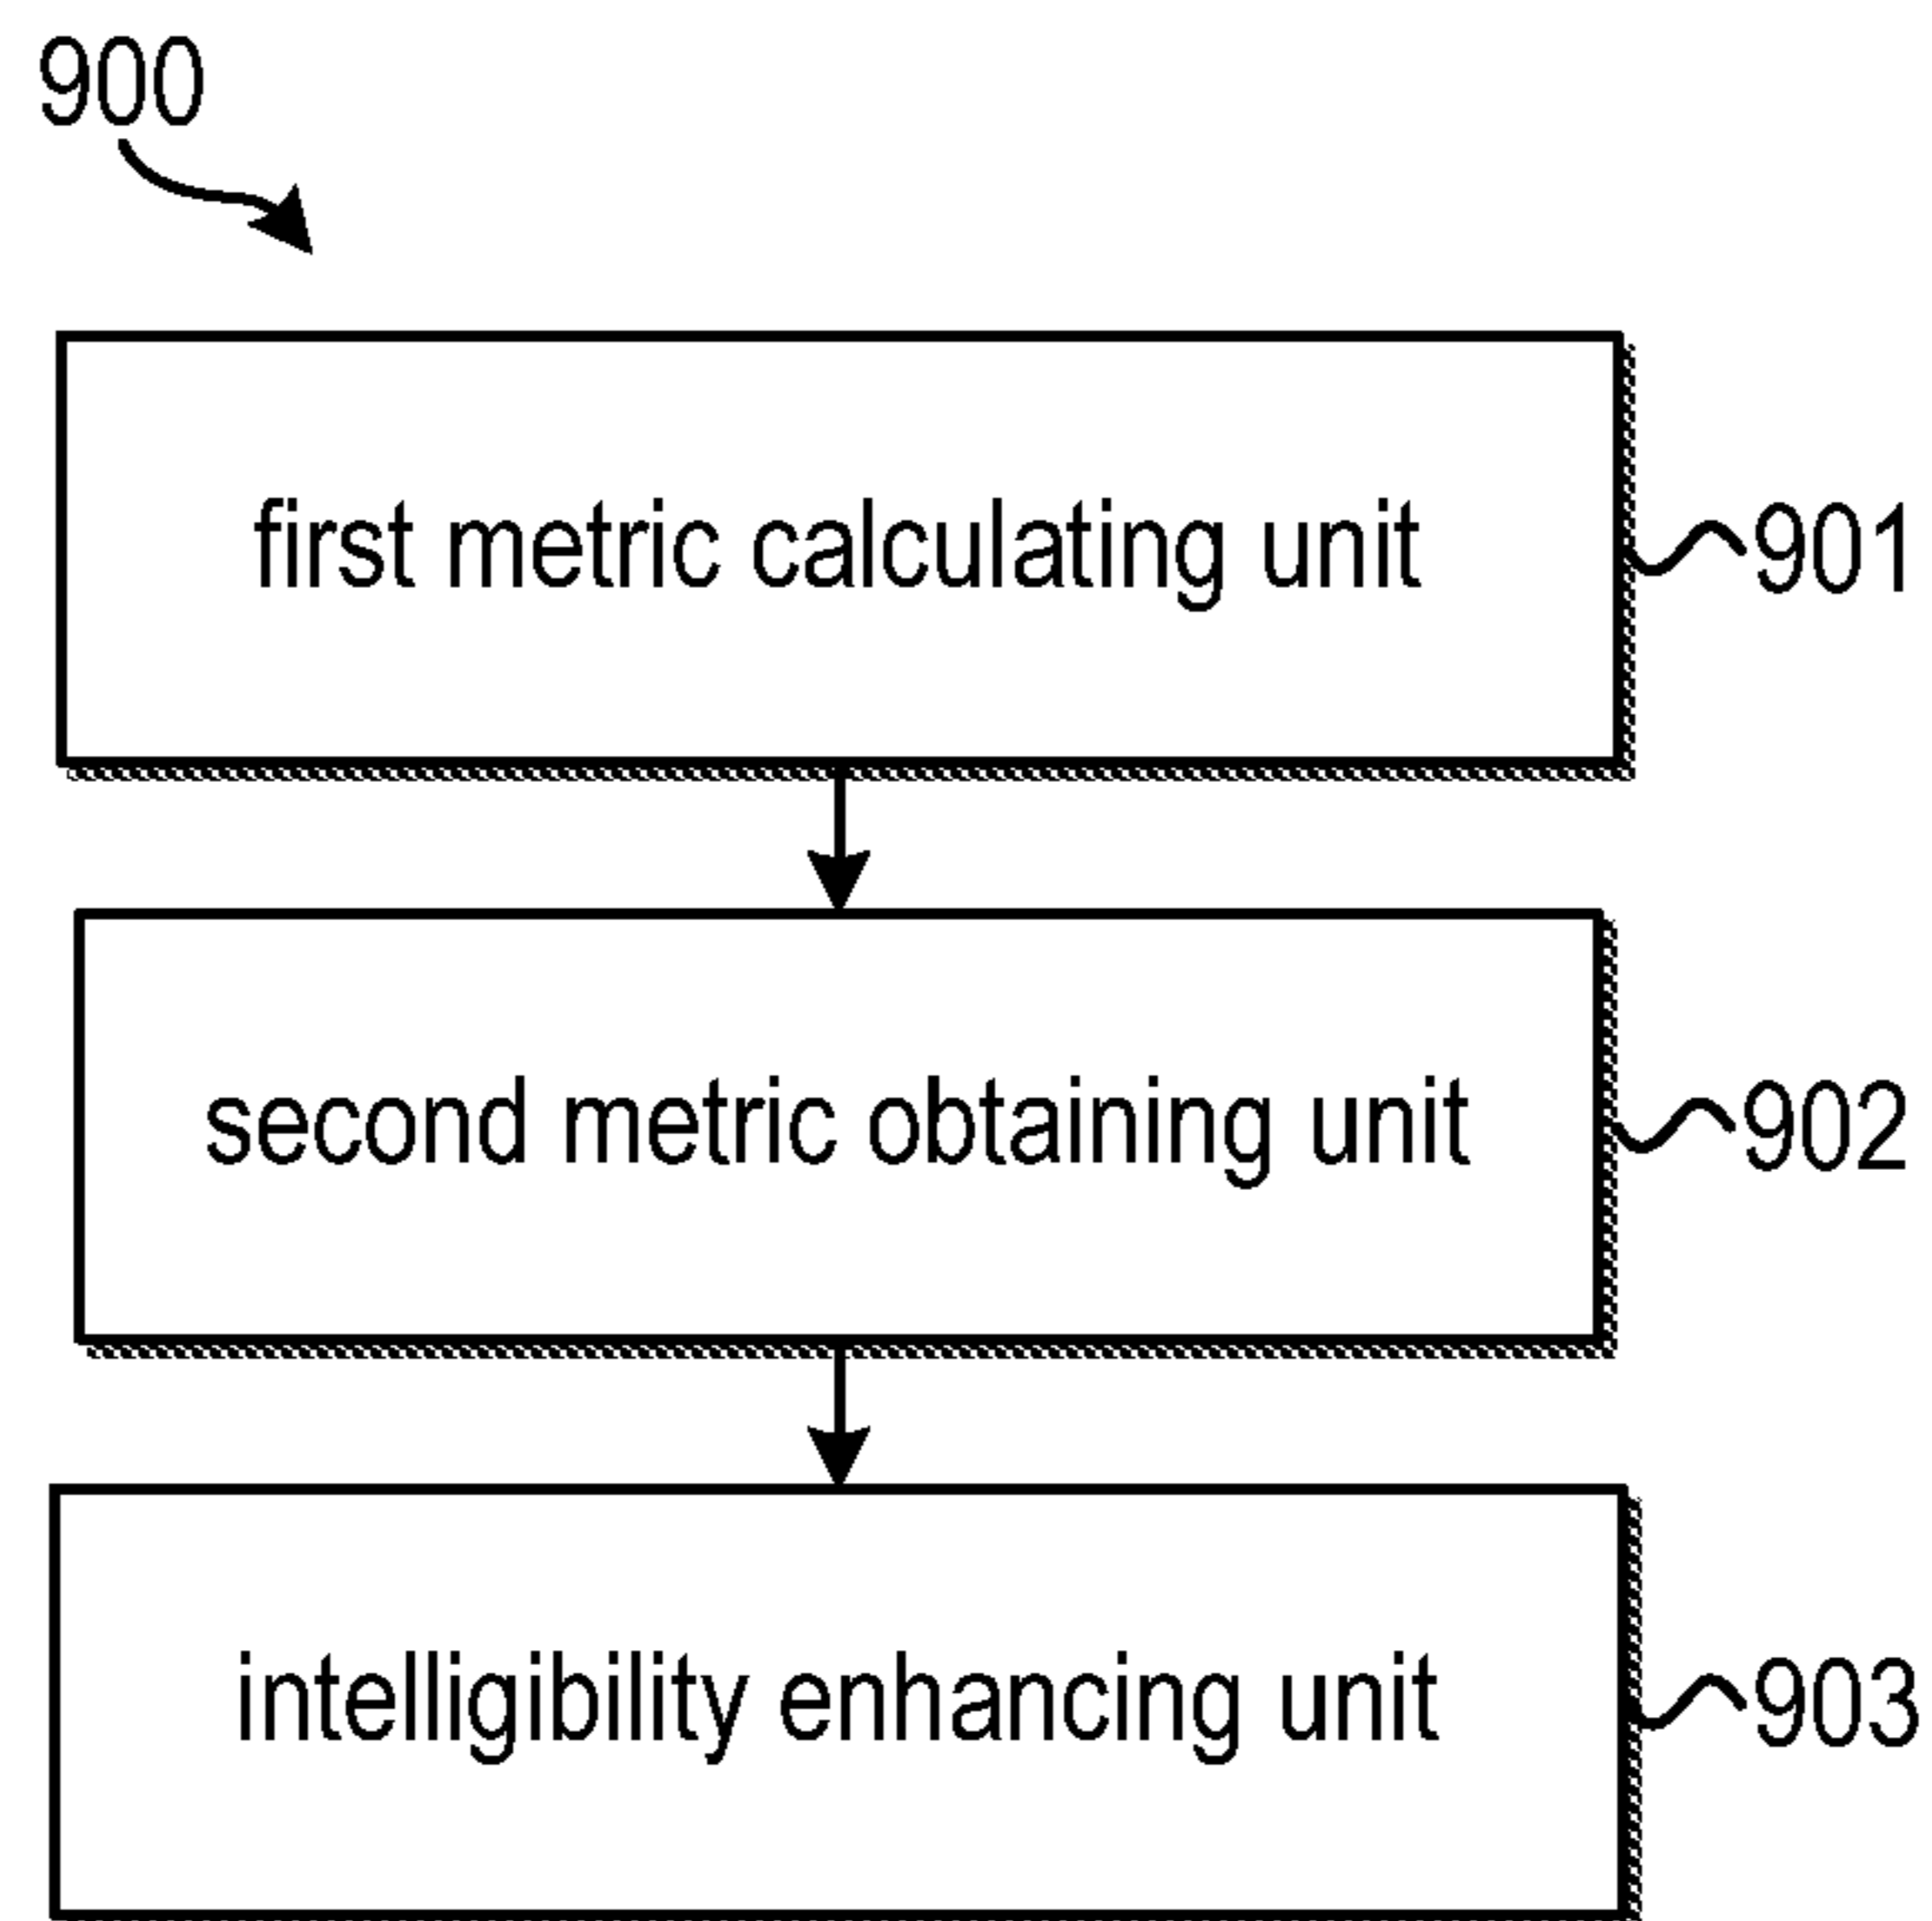 900
first metric calculating unit
901
second metric obtaining unit
902
intelligibility enhancing unit
903